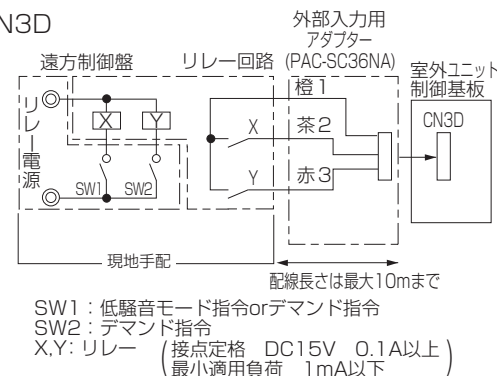 CN3D
外部入力用
アダプター
(PAC-SC36NA)
遠方制御盤
リレー回路
室外ユニット
制御基板
リレー電源
X
Y
SW1
SW2
X
Y
橙1
茶2
赤3
CN3D
現地手配
配線長さは最大10mまで
SW1：低騒音モード指令orデマンド指令
SW2：デマンド指令
X,Y：リレー (接点定格 DC15V 0.1A以上
最小適用負荷 1mA以下)